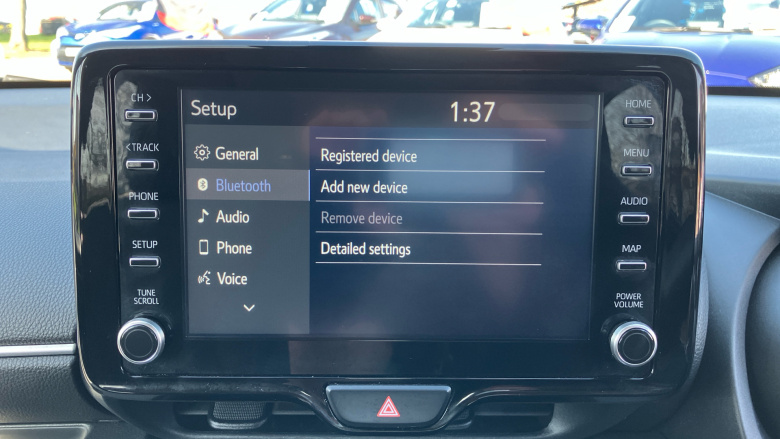 CH >
< TRACK
PHONE
SETUP
TUNE
SCROLL
Setup
1:37
General
Bluetooth
Audio
Phone
Voice
Registered device
Add new device
Remove device
Detailed settings
HOME
MENU
AUDIO
MAP
POWER
VOLUME